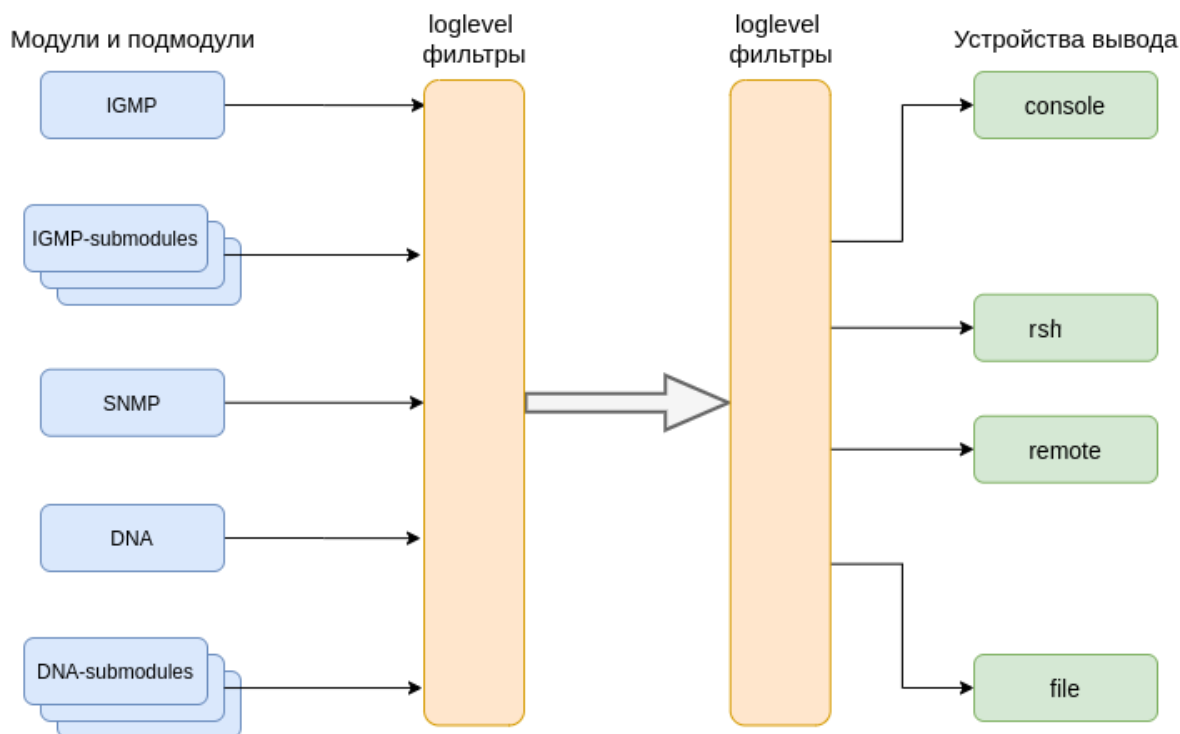 Модули и подмодули
loglevel
фильтры
loglevel
фильтры
Устройства вывода
IGMP
console
IGMP-submodules
rsh
SNMP
remote
DNA
DNA-submodules
file